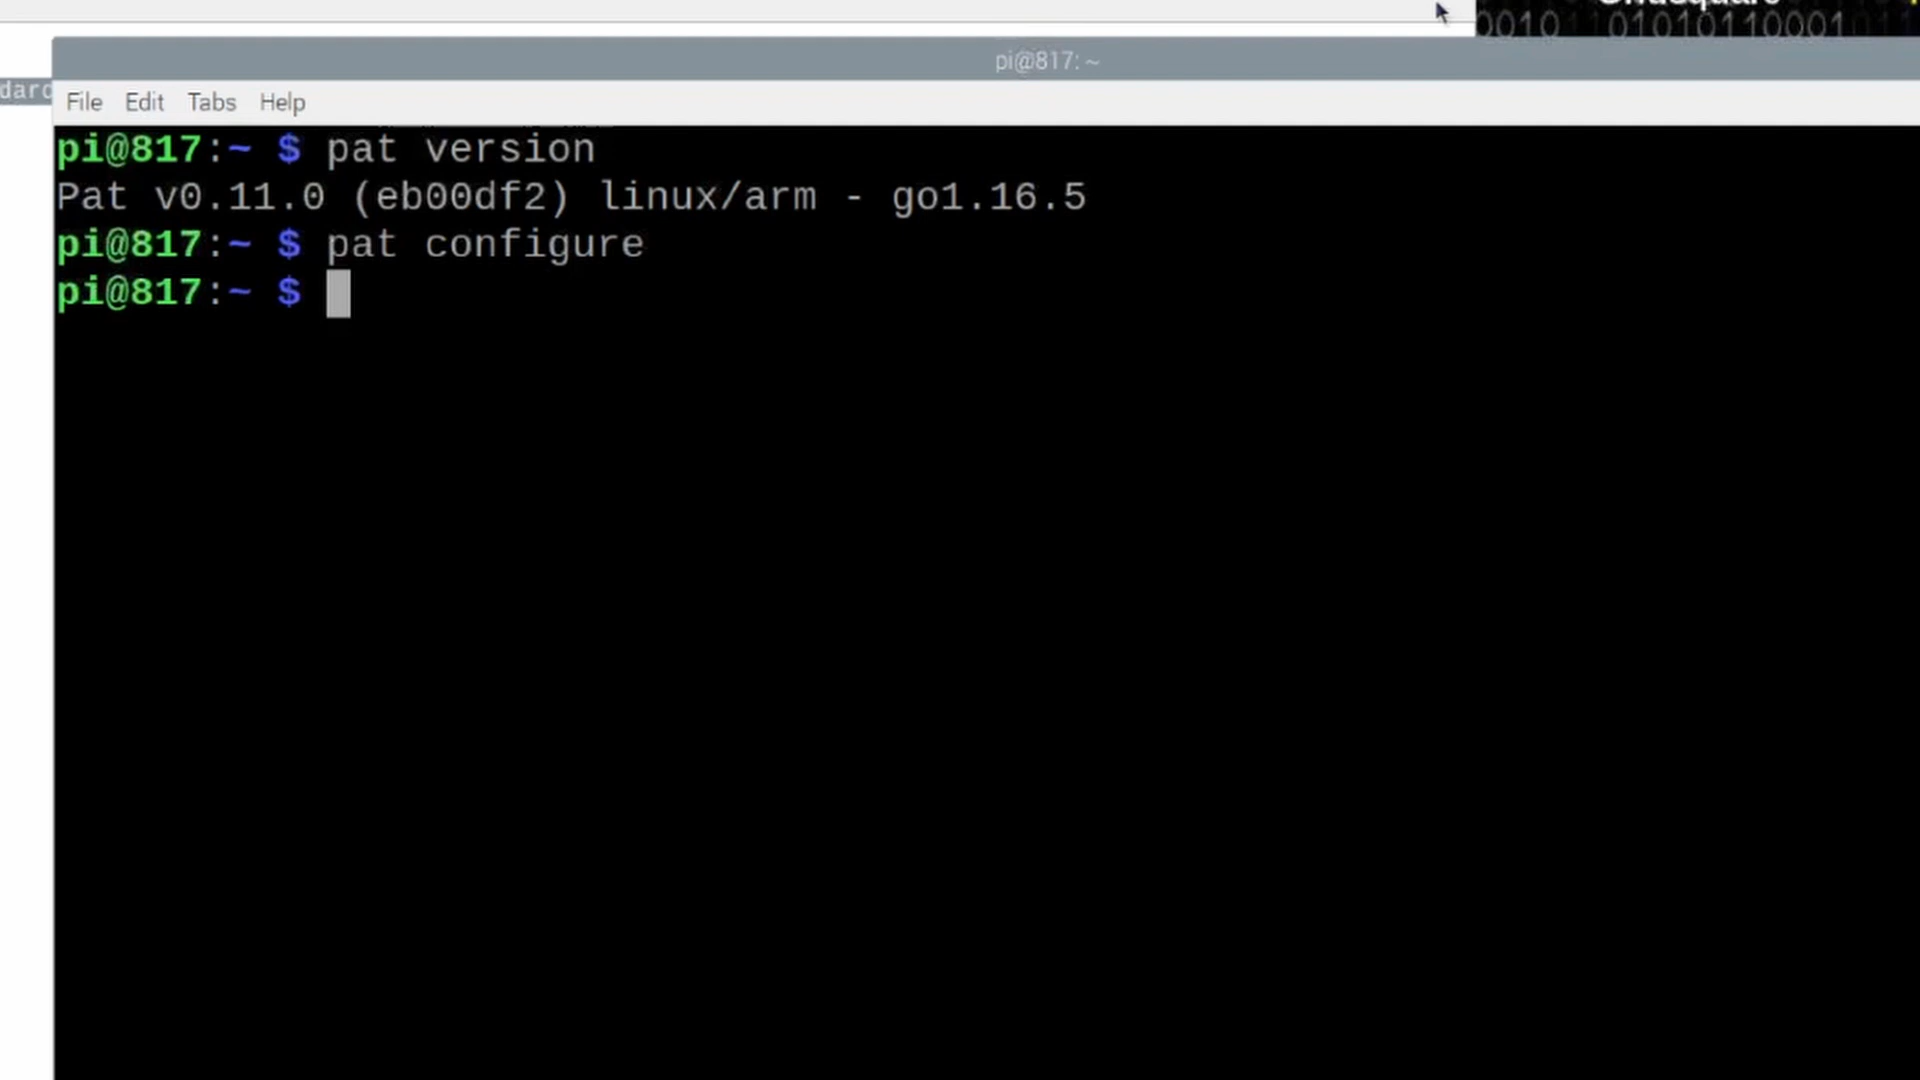 0010 01010110001
pi@817: ~
dard
File Edit Tabs Help
pi@817:~ $ pat version
Pat v0.11.0 (eb00df2) linux/arm - go1.16.5
pi@817:~ $ pat configure
pi@817:~ $